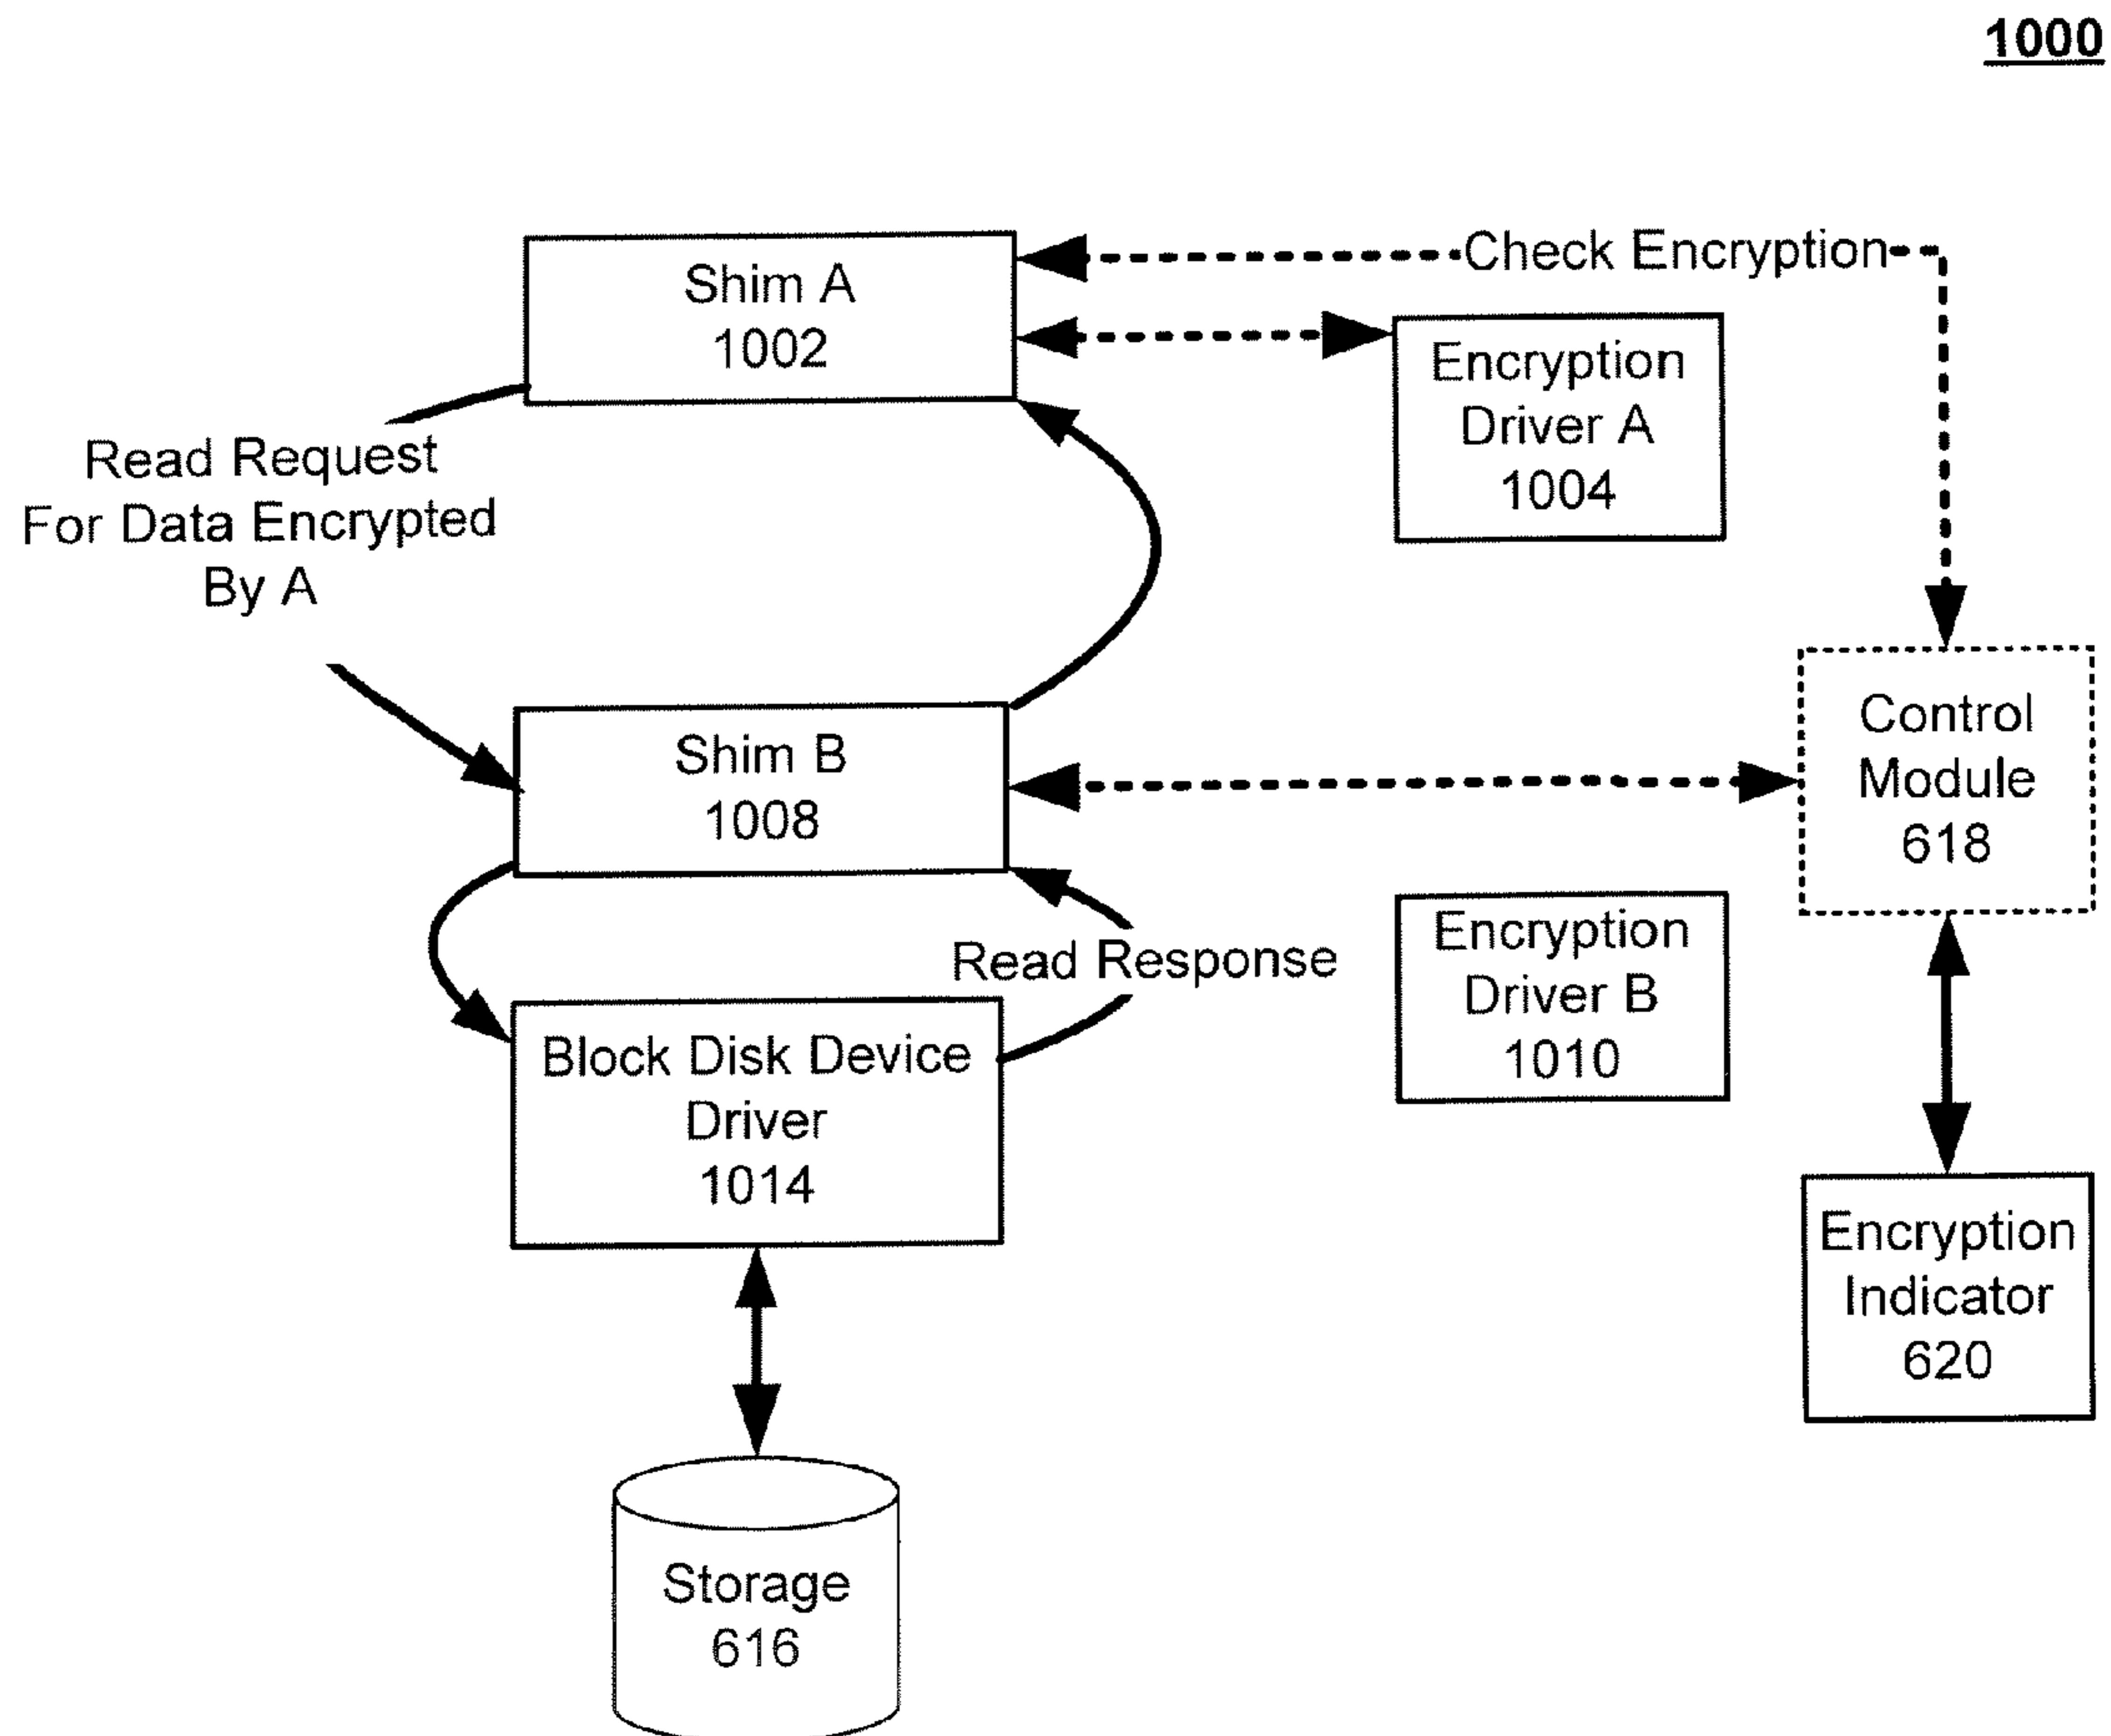 1000
Shim A
1002
Check Encryption
Encryption
Driver A
1004
Read Request
For Data Encrypted
By A
Shim B
1008
Control
Module
618
Read Response
Encryption
Driver B
1010
Block Disk Device
Driver
1014
Encryption
Indicator
620
Storage
616